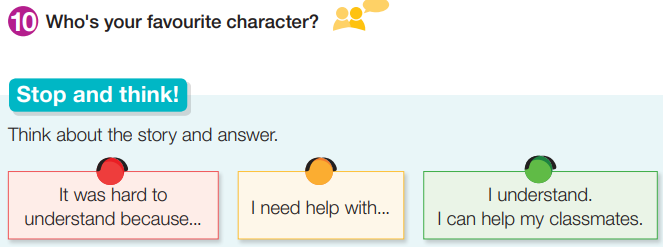 10 Who's your favourite character?
Stop and think!
Think about the story and answer.
It was hard to
understand because...
I need help with...
I understand.
I can help my classmates.